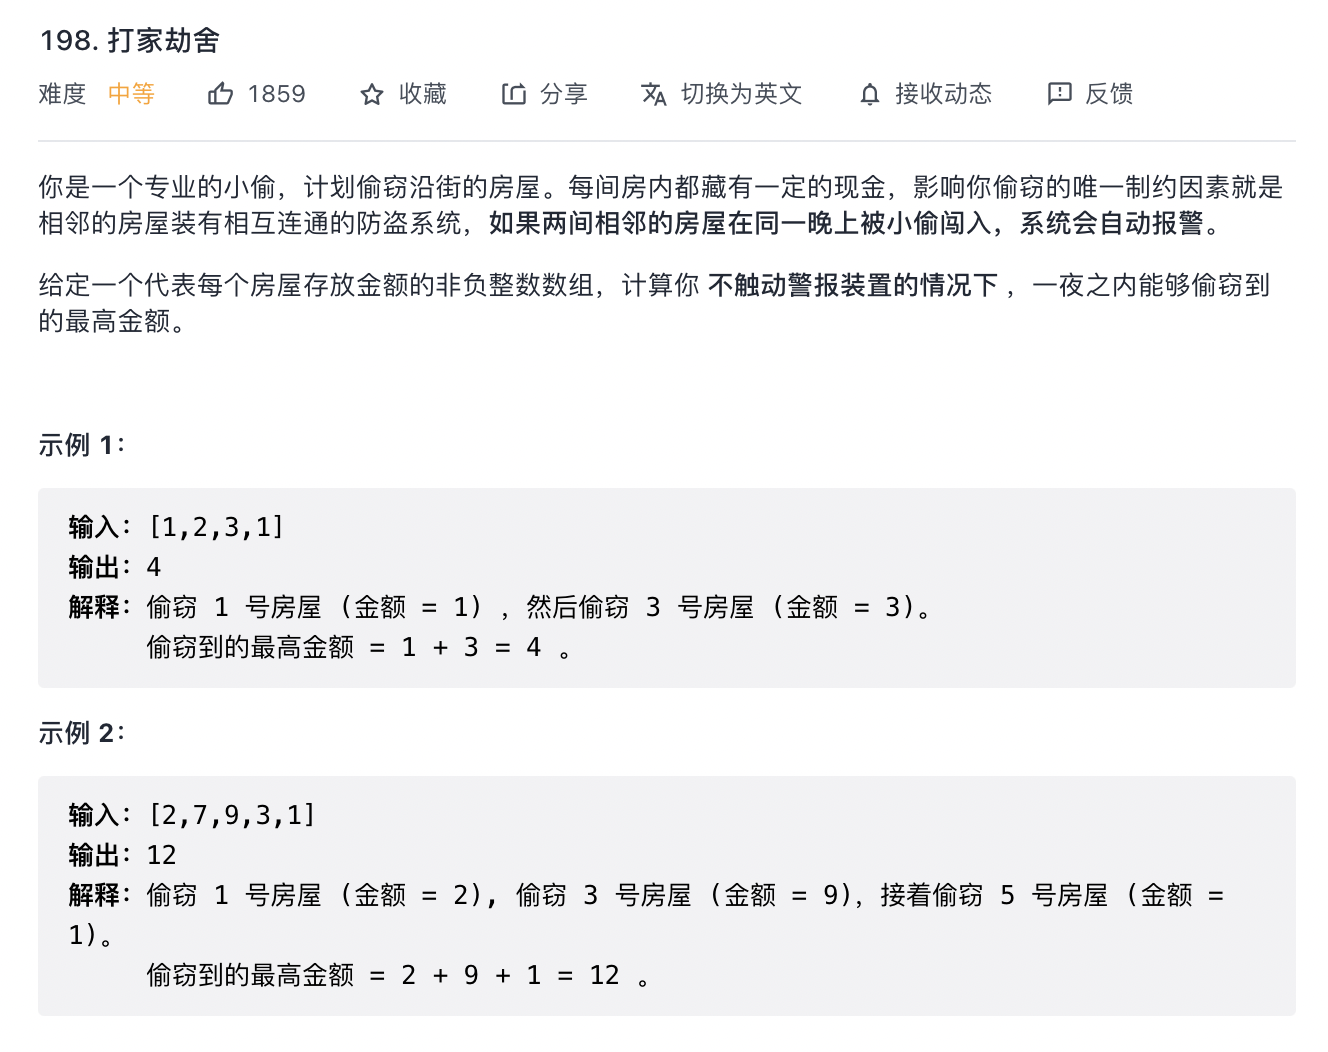 198. 打家劫舍
难度 中等 1859 收藏 分享 切换为英文 接收动态 反馈
你是一个专业的小偷，计划偷窃沿街的房屋。每间房内都藏有一定的现金，影响你偷窃的唯一制约因素就是
相邻的房屋装有相互连通的防盗系统，如果两间相邻的房屋在同一晚上被小偷闯入，系统会自动报警。
给定一个代表每个房屋存放金额的非负整数数组，计算你 不触动警报装置的情况下 ，一夜之内能够偷窃到
的最高金额。
示例 1：
输入：[1,2,3,1]
输出：4
解释：偷窃 1 号房屋 (金额 = 1) ，然后偷窃 3 号房屋 (金额 = 3)。
偷窃到的最高金额 = 1 + 3 = 4 。
示例 2：
输入：[2,7,9,3,1]
输出：12
解释：偷窃 1 号房屋 (金额 = 2), 偷窃 3 号房屋 (金额 = 9)，接着偷窃 5 号房屋 (金额 =
1)。
偷窃到的最高金额 = 2 + 9 + 1 = 12 。